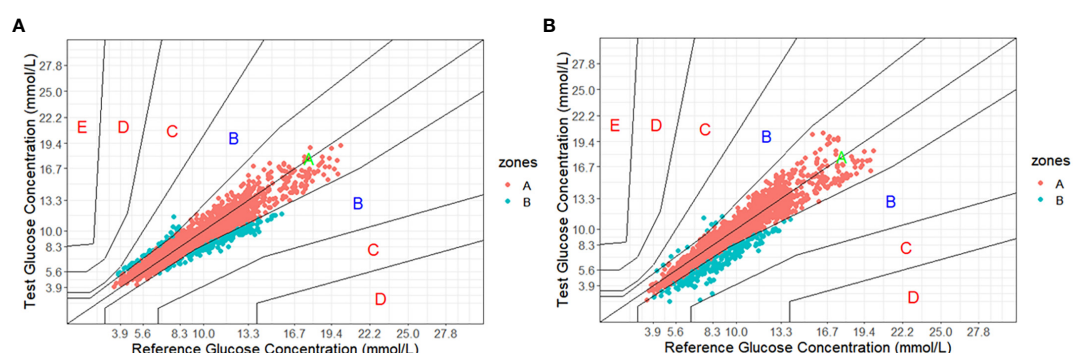 A
Test Glucose Concentration (mmol/L)
27.8
25.0
22.2
19.4
16.7
13.3
10.0
8.3
5.6
3.9
E
D
C
B
A
B
C
D
3.9 5.6 8.3 10.0 13.3 16.7 19.4 22.2 25.0 27.8
Reference Glucose Concentration (mmol/L)
zones
A
B
B
Test Glucose Concentration (mmol/L)
27.8
25.0
22.2
19.4
16.7
13.3
10.0
8.3
5.6
3.9
E
D
C
B
A
B
C
D
3.9 5.6 8.3 10.0 13.3 16.7 19.4 22.2 25.0 27.8
Reference Glucose Concentration (mmol/L)
zones
A
B